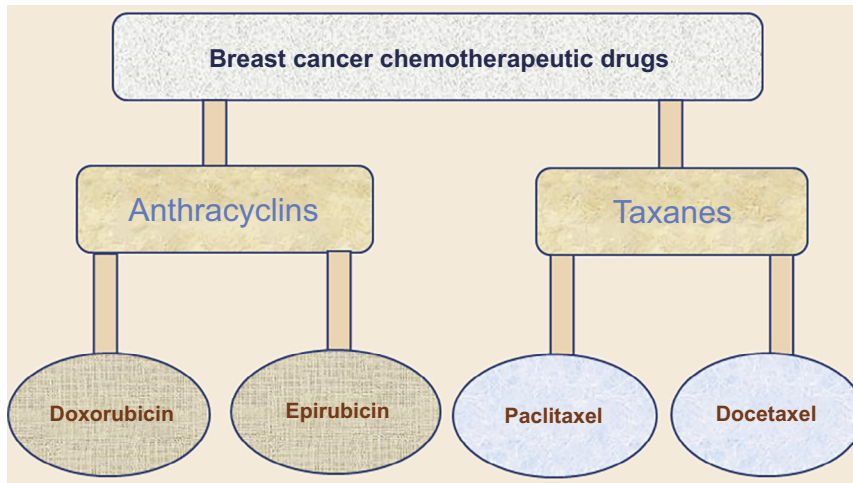 Breast cancer chemotherapeutic drugs
Anthracyclins
Taxanes
Doxorubicin
Epirubicin
Paclitaxel
Docetaxel